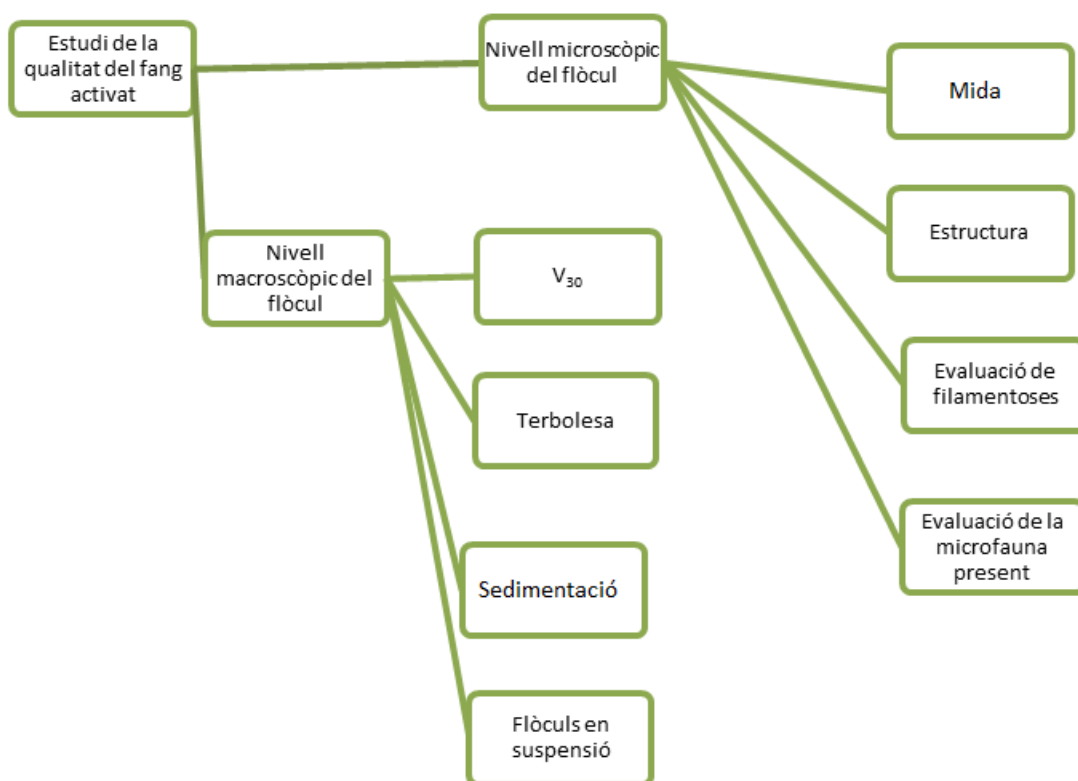 Estudi de la
qualitat del fang
activat
Nivell microscòpic
del flòcul
Mida
Estructura
Evaluació de
filamentoses
Evaluació de la
microfauna
present
Nivell
macroscòpic del
flòcul
V₃₀
Terbolesa
Sedimentació
Flòculs en
suspensió